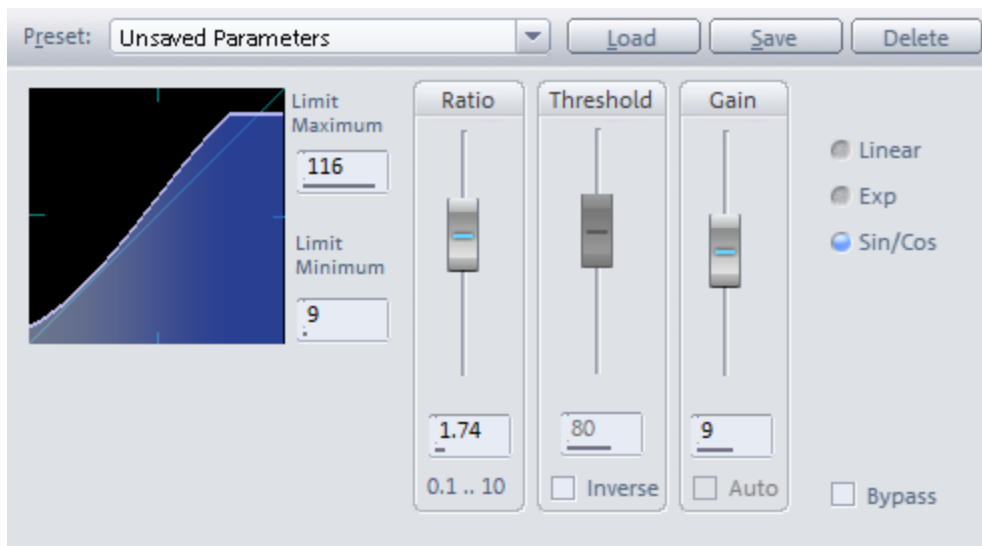 Preset: Unsaved Parameters Load Save Delete
Limit Maximum
116
Limit Minimum
9
Ratio
1.74
0.1 .. 10
Threshold
80
Inverse
Gain
9
Auto
Linear
Exp
Sin/Cos
Bypass